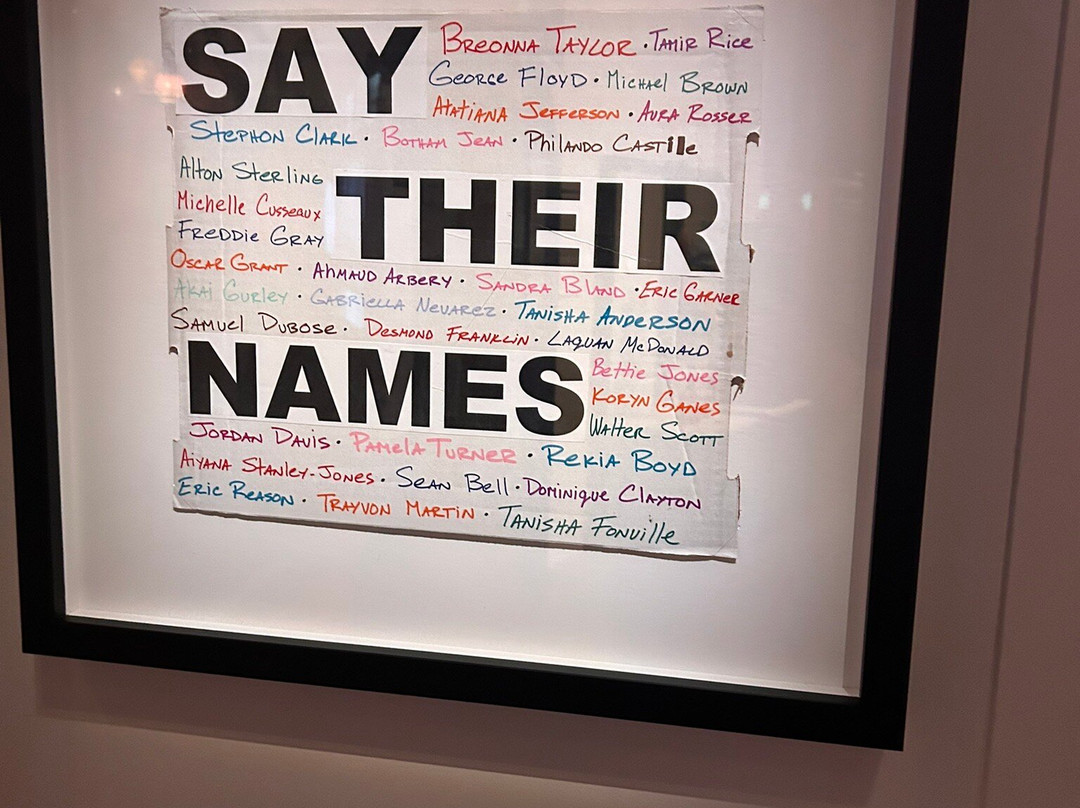 SAY
Breonna Taylor · Tamir Rice
George Floyd · Michael Brown
Atatiana Jefferson · Aura Rosser
Stephon Clark · Botham Jean · Philando Castile
Alton Sterling
Michelle Cusseaux
Freddie Gray
THEIR
Oscar Grant · Ahmaud Arbery · Sandra Bland · Eric Garner
Akai Gurley · Gabriella Nevarez · Tanisha Anderson
Samuel Dubose · Desmond Franklin · Laquan McDonald
NAMES
Bettie Jones
Koryn Ganes
Walter Scott
Jordan Davis · Pamela Turner · Rekia Boyd
Aiyana Stanley-Jones · Sean Bell · Dominique Clayton
Eric Reason · Trayvon Martin · Tanisha Fonville